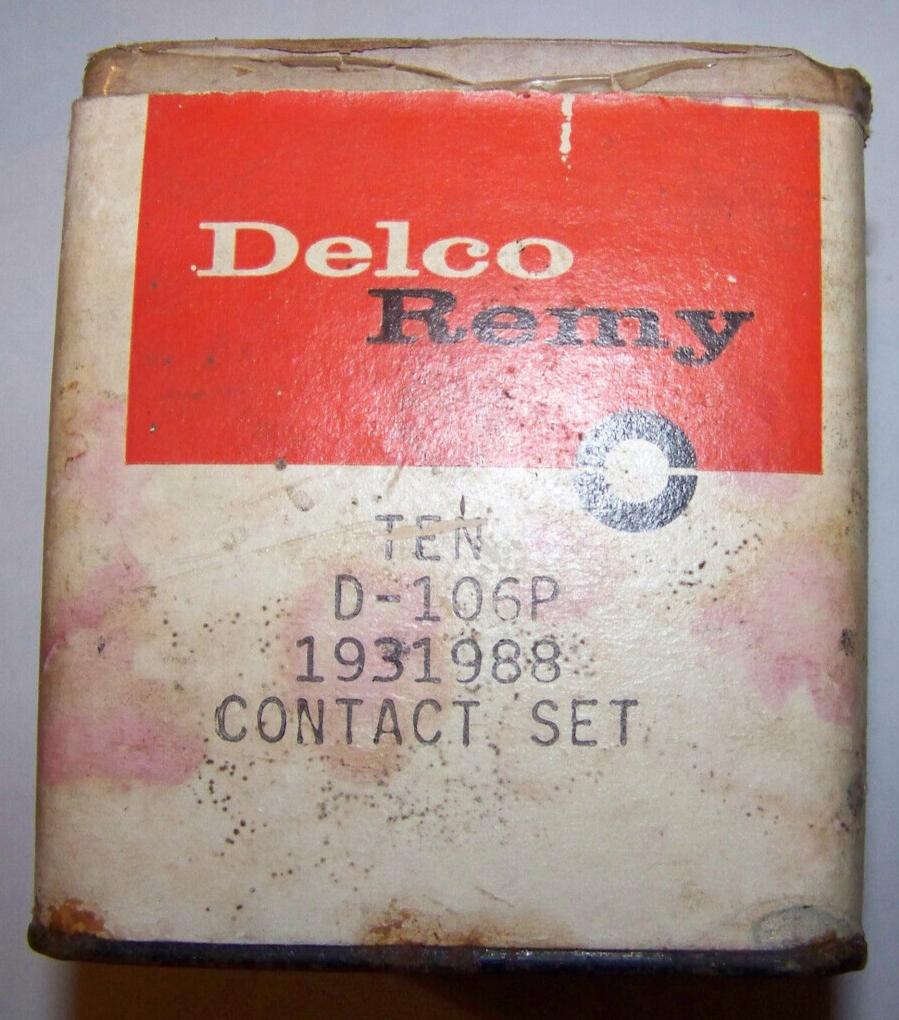 Delco
Remy
TEN
D-106P
1931988
CONTACT SET